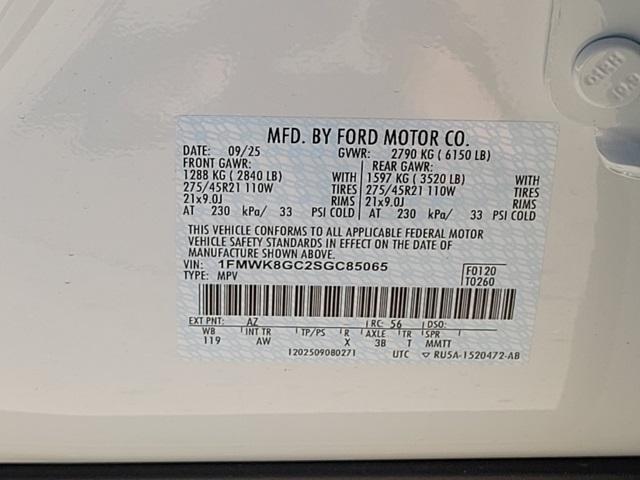 MFD. BY FORD MOTOR CO.
DATE: 09/25 GVWR: 2790 KG ( 6150 LB)
FRONT GAWR: REAR GAWR:
1288 KG ( 2840 LB) WITH 1597 KG ( 3520 LB) WITH
275/45R21 110W TIRES 275/45R21 110W TIRES
21x9.0J RIMS 21x9.0J RIMS
AT 230 kPa/ 33 PSI COLD AT 230 kPa/ 33 PSI COLD
THIS VEHICLE CONFORMS TO ALL APPLICABLE FEDERAL MOTOR
VEHICLE SAFETY STANDARDS IN EFFECT ON THE DATE OF
MANUFACTURE SHOWN ABOVE.
VIN: 1FMWK8GC2SGC85065 F0120
TYPE: MPV T0260
EXT PNT: AZ RC: 56 DSO:
WB INT TR TP/PS R AXLE TR SPR
119 AW X 3B T MMTT
1202509080271 UTC ▽ RU5A-1520472-AB